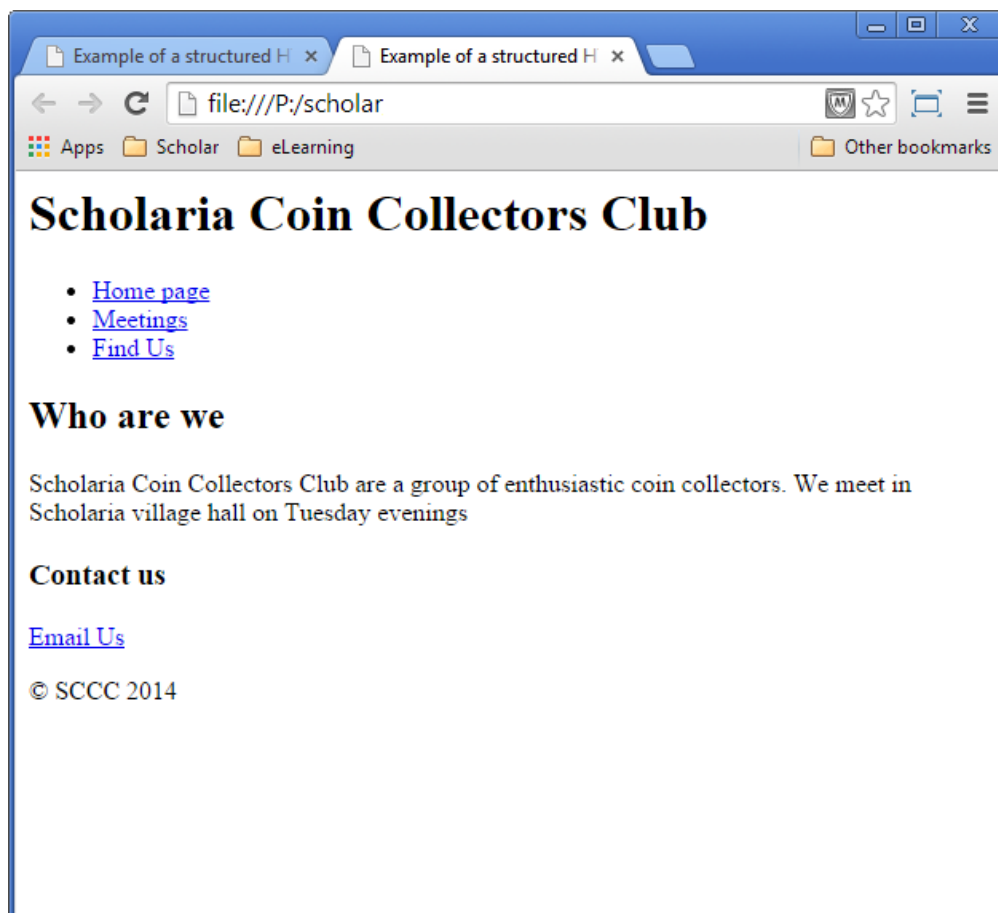 Example of a structured H
Example of a structured H
file:///P:/scholar
Apps Scholar eLearning Other bookmarks
Scholaria Coin Collectors Club
Home page
Meetings
Find Us
Who are we
Scholaria Coin Collectors Club are a group of enthusiastic coin collectors. We meet in
Scholaria village hall on Tuesday evenings
Contact us
Email Us
© SCCC 2014